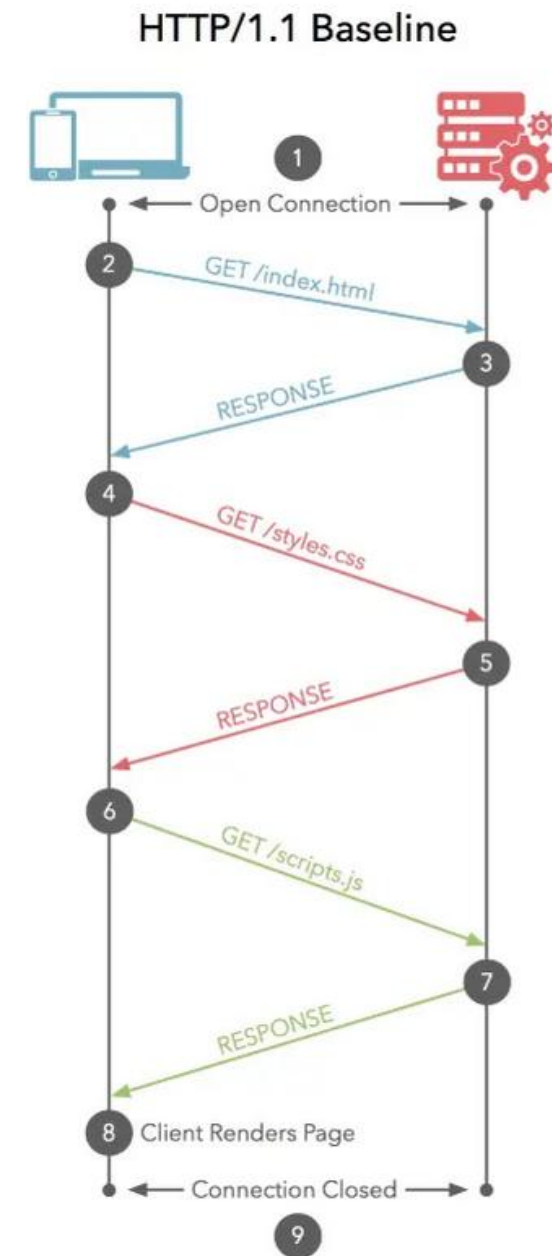 HTTP/1.1 Baseline
1
Open Connection
2
GET /index.html
3
RESPONSE
4
GET /styles.css
5
RESPONSE
6
GET /scripts.js
7
RESPONSE
8 Client Renders Page
Connection Closed
9